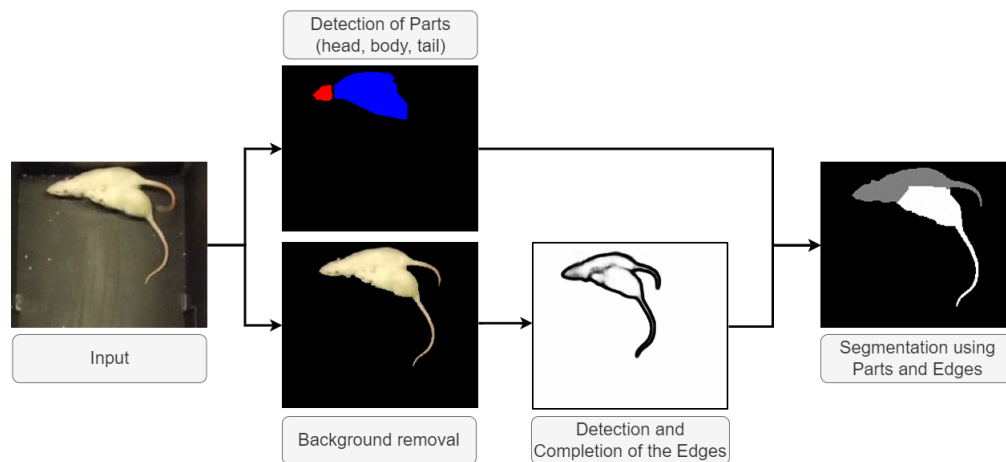 Detection of Parts
(head, body, tail)
Input
Background removal
Detection and
Completion of the Edges
Segmentation using
Parts and Edges